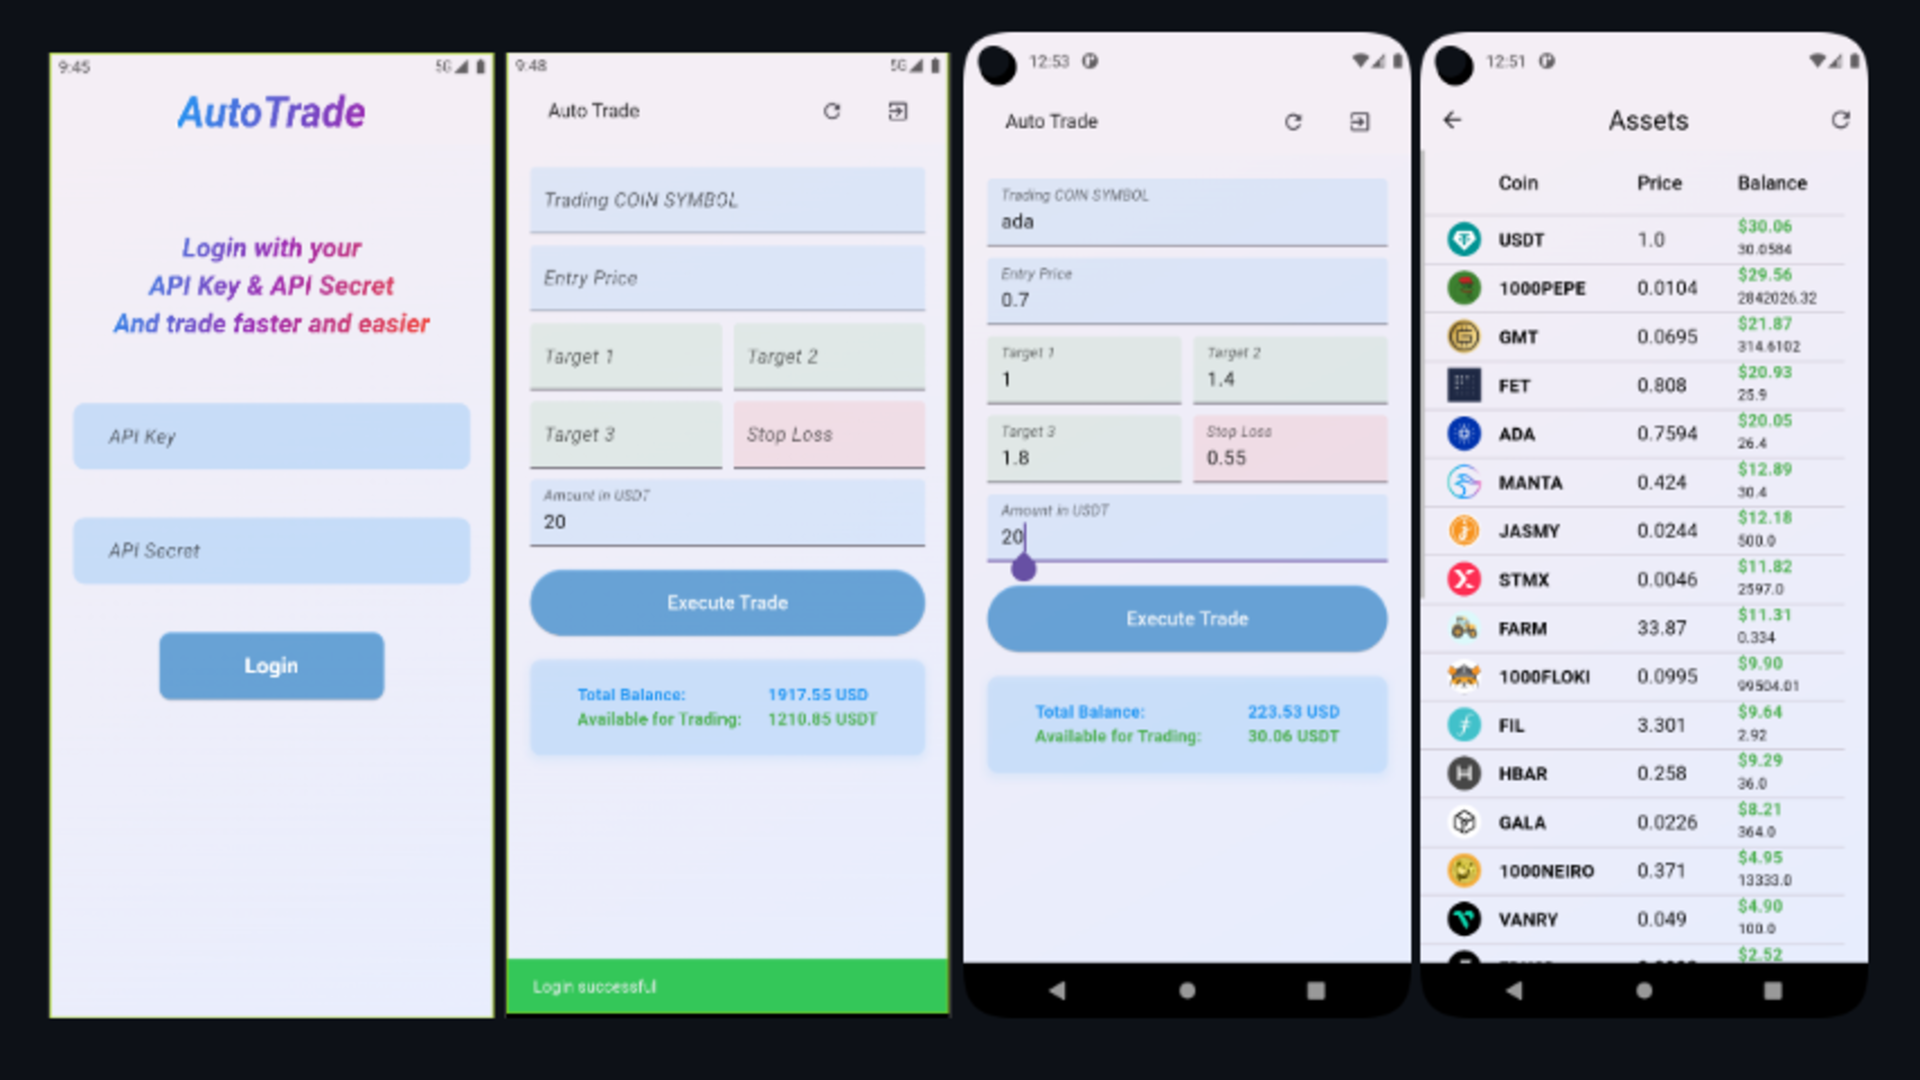 9:45
5G
AutoTrade
Login with your
API Key & API Secret
And trade faster and easier
API Key
API Secret
Login
9:48
5G
Auto Trade
Trading COIN SYMBOL
Entry Price
Target 1
Target 2
Target 3
Stop Loss
Amount in USDT
20
Execute Trade
Total Balance: 1917.55 USD
Available for Trading: 1210.85 USDT
Login successful
12:53
Auto Trade
Trading COIN SYMBOL
ada
Entry Price
0.7
Target 1
1
Target 2
1.4
Target 3
1.8
Stop Loss
0.55
Amount in USDT
20
Execute Trade
Total Balance: 223.53 USD
Available for Trading: 30.06 USDT
12:51
Assets
Coin Price Balance
USDT 1.0 $30.06
30.0584
1000PEPE 0.0104 $29.56
2842026.32
GMT 0.0695 $21.87
314.6102
FET 0.808 $20.93
25.9
ADA 0.7594 $20.05
26.4
MANTA 0.424 $12.89
30.4
JASMY 0.0244 $12.18
500.0
STMX 0.0046 $11.82
2597.0
FARM 33.87 $11.31
0.334
1000FLOKI 0.0995 $9.90
99504.01
FIL 3.301 $9.64
2.92
HBAR 0.258 $9.29
36.0
GALA 0.0226 $8.21
364.0
1000NEIRO 0.371 $4.95
13333.0
VANRY 0.049 $4.90
100.0
$2.52